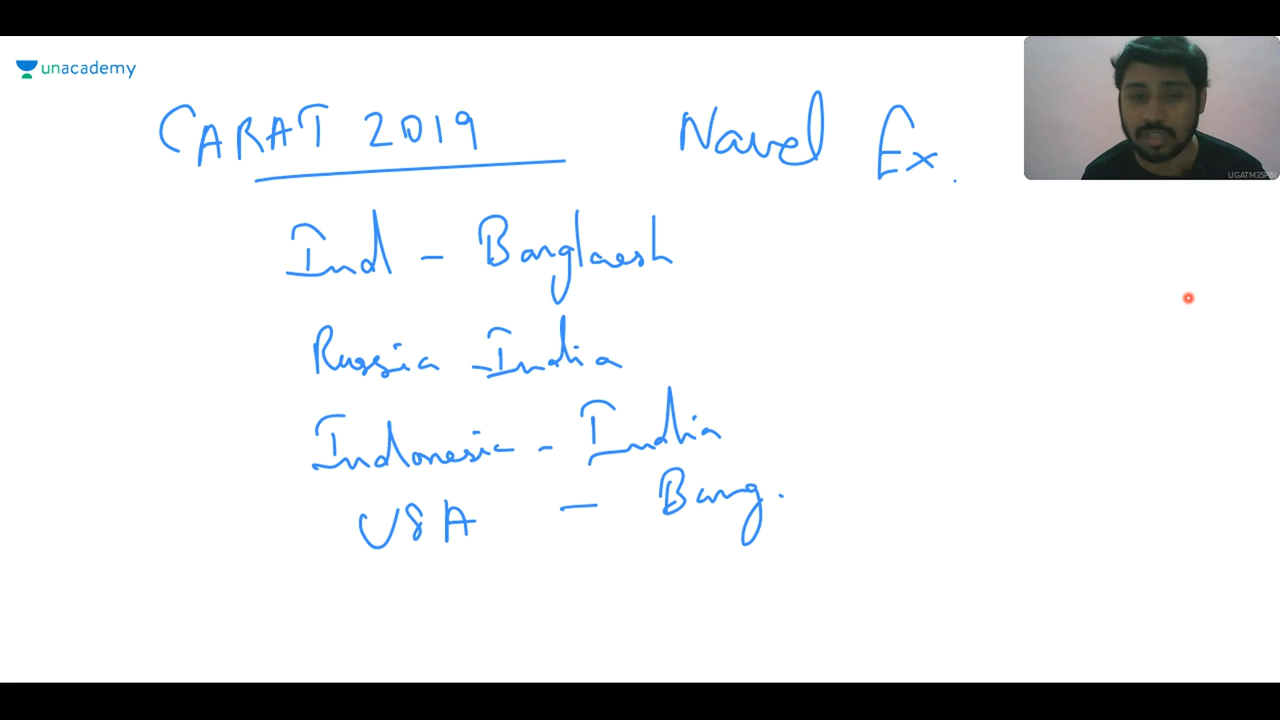 unacademy
CARAT 2019 Navel Ex.
Ind - Banglaesh
Russia - India
Indonesia - India
USA - Bang.